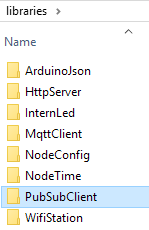 libraries
Name
ArduinoJson
HttpServer
InternLed
MqttClient
NodeConfig
NodeTime
PubSubClient
WifiStation